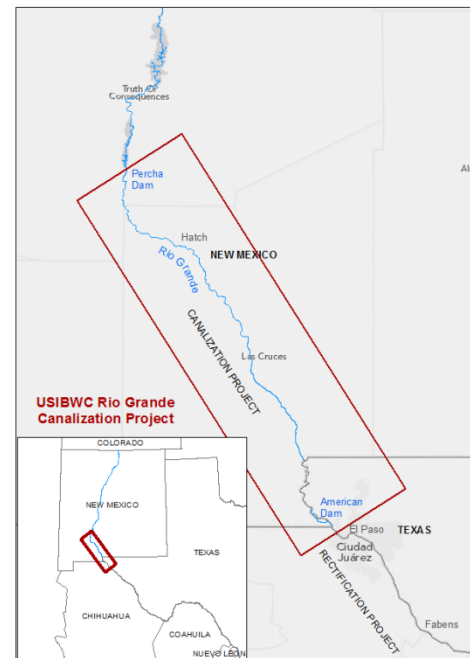 Truth Or
Consequences
Percha
Dam
Hatch
NEW MEXICO
Rio Grande
CANALIZATION PROJECT
Las Cruces
USIBWC Rio Grande
Canalization Project
American
Dam
El Paso
TEXAS
Ciudad
Juárez
RECTIFICATION PROJECT
Fabens
COLORADO
NEW MEXICO
TEXAS
CHIHUAHUA
COAHUILA
NUEVO LEÓN